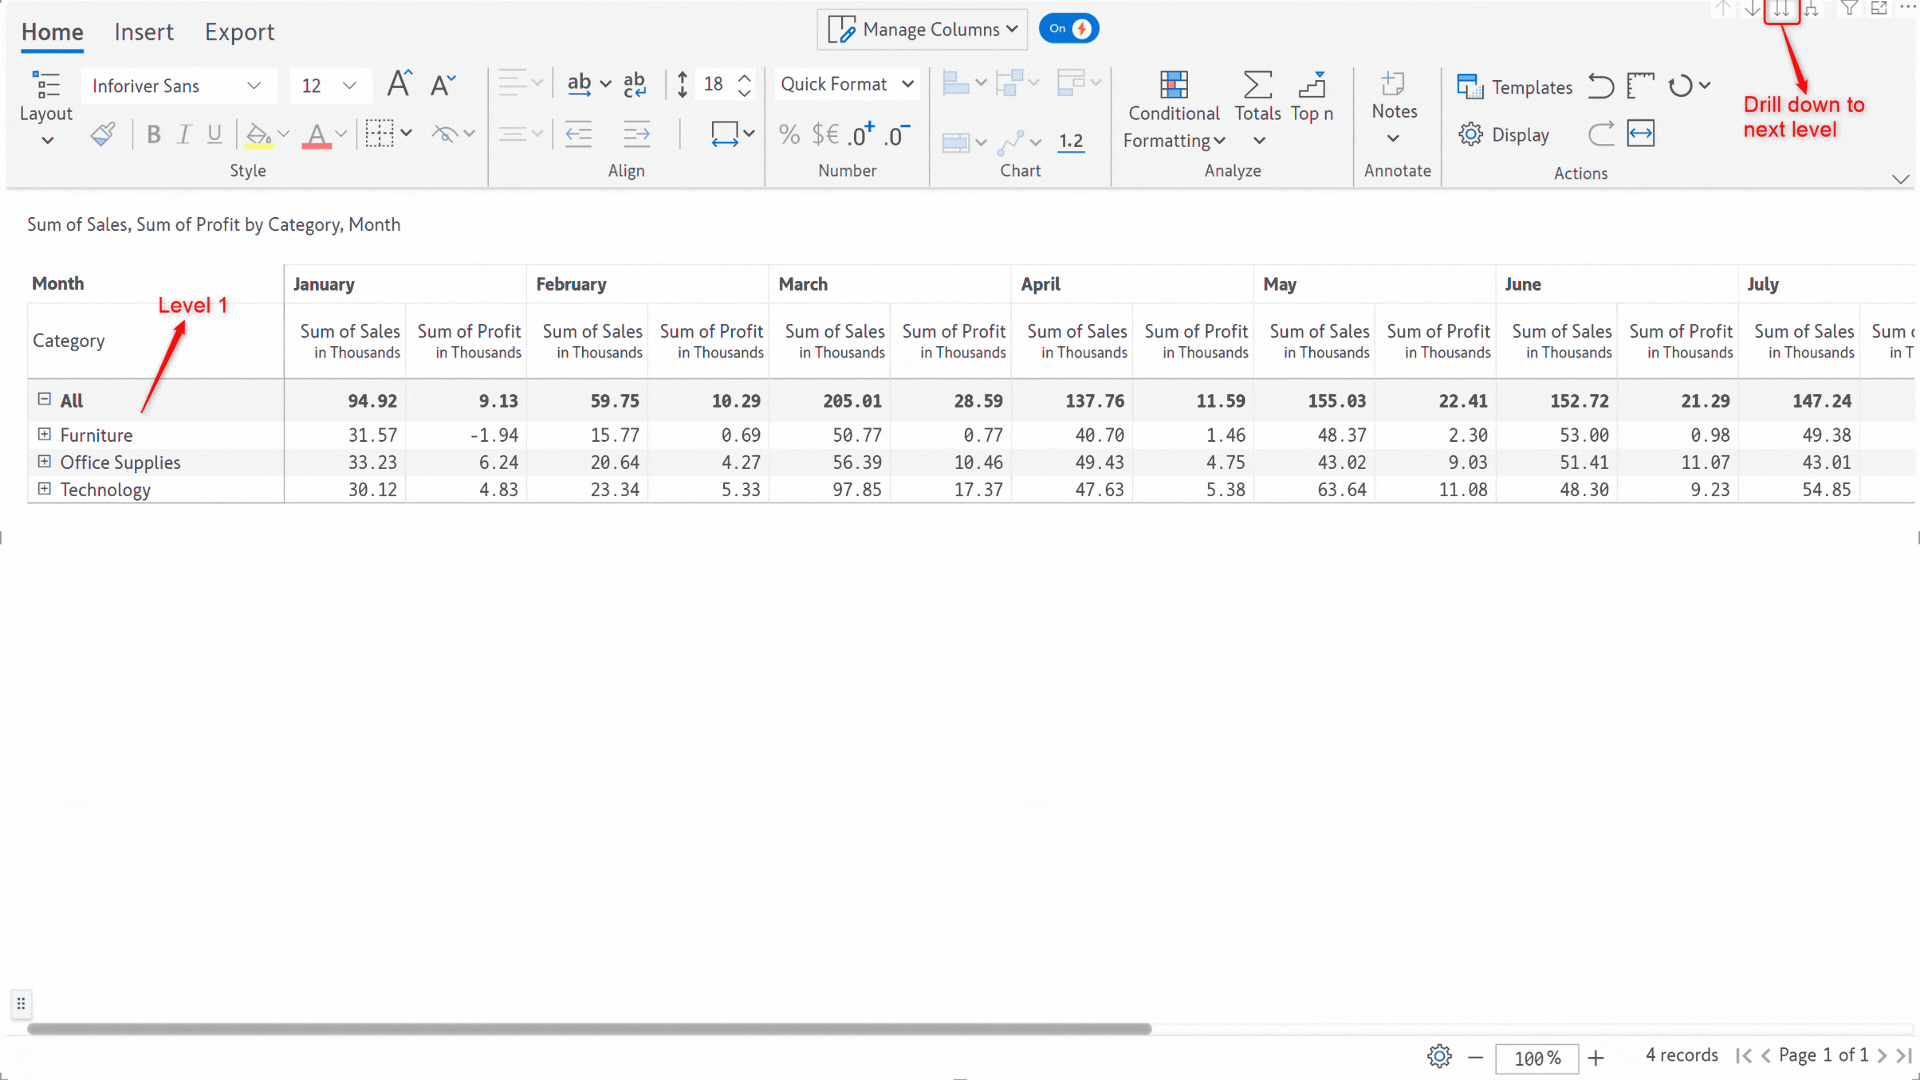 Home Insert Export Manage Columns On
Inforiver Sans 12 ab ab 18 Quick Format Templates
Layout Conditional Totals Top n Notes Drill down to
c next level
B I U A % $€ .0+ .0- 1.2 Formatting Display
Style Align Number Chart Analyze Annotate Actions
Sum of Sales, Sum of Profit by Category, Month
Month January February March April May June July
Level 1
Category Sum of Sales Sum of Profit Sum of Sales Sum of Profit Sum of Sales Sum of Profit Sum of Sales Sum of Profit Sum of Sales Sum of Profit Sum of Sales Sum of Profit Sum of Sales Sum
in Thousands in Thousands in Thousands in Thousands in Thousands in Thousands in Thousands in Thousands in Thousands in Thousands in Thousands in Thousands in Thousands in T
All 94.92 9.13 59.75 10.29 205.01 28.59 137.76 11.59 155.03 22.41 152.72 21.29 147.24
Furniture 31.57 -1.94 15.77 0.69 50.77 0.77 40.70 1.46 48.37 2.30 53.00 0.98 49.38
Office Supplies 33.23 6.24 20.64 4.27 56.39 10.46 49.43 4.75 43.02 9.03 51.41 11.07 43.01
Technology 30.12 4.83 23.34 5.33 97.85 17.37 47.63 5.38 63.64 11.08 48.30 9.23 54.85
100% 4 records Page 1 of 1